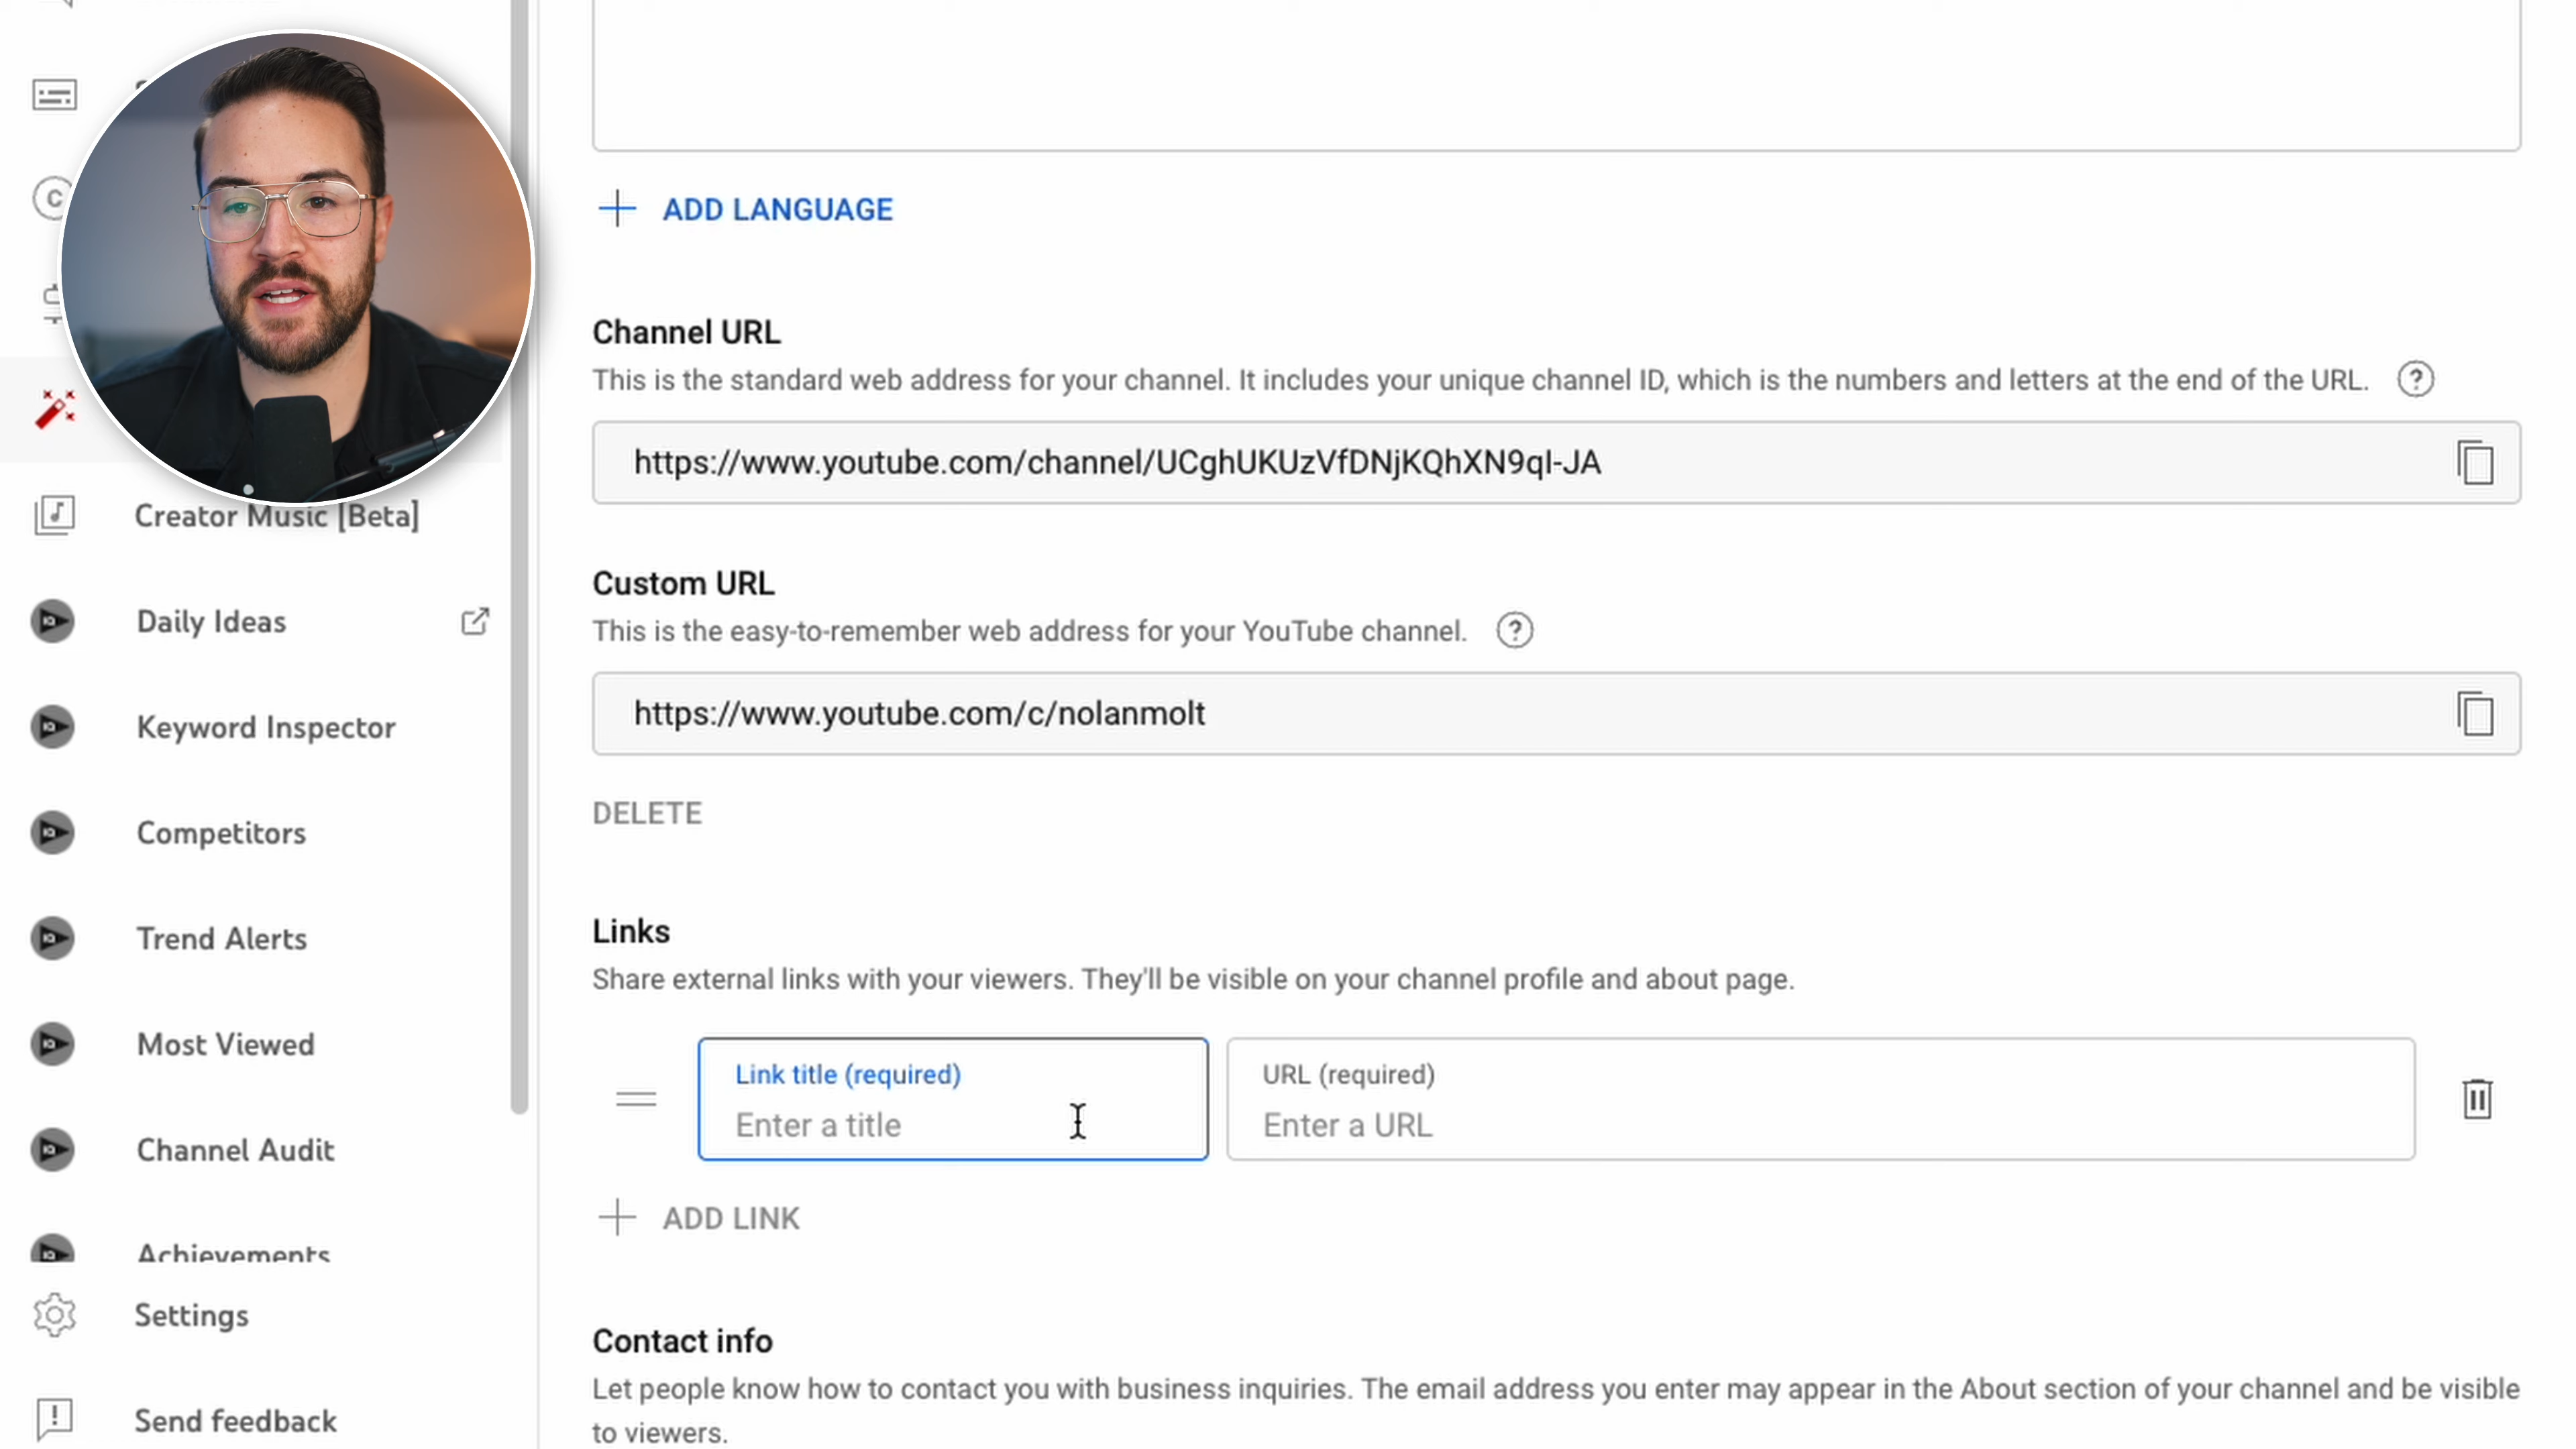 ADD LANGUAGE
Channel URL
This is the standard web address for your channel. It includes your unique channel ID, which is the numbers and letters at the end of the URL.
https://www.youtube.com/channel/UCghUKUzVfDNjKQhXN9qI-JA
Custom URL
This is the easy-to-remember web address for your YouTube channel.
https://www.youtube.com/c/nolanmolt
DELETE
Links
Share external links with your viewers. They'll be visible on your channel profile and about page.
Link title (required)
Enter a title
URL (required)
Enter a URL
ADD LINK
Contact info
Let people know how to contact you with business inquiries. The email address you enter may appear in the About section of your channel and be visible
to viewers.
Creator Music [Beta]
Daily Ideas
Keyword Inspector
Competitors
Trend Alerts
Most Viewed
Channel Audit
Achievements
Settings
Send feedback